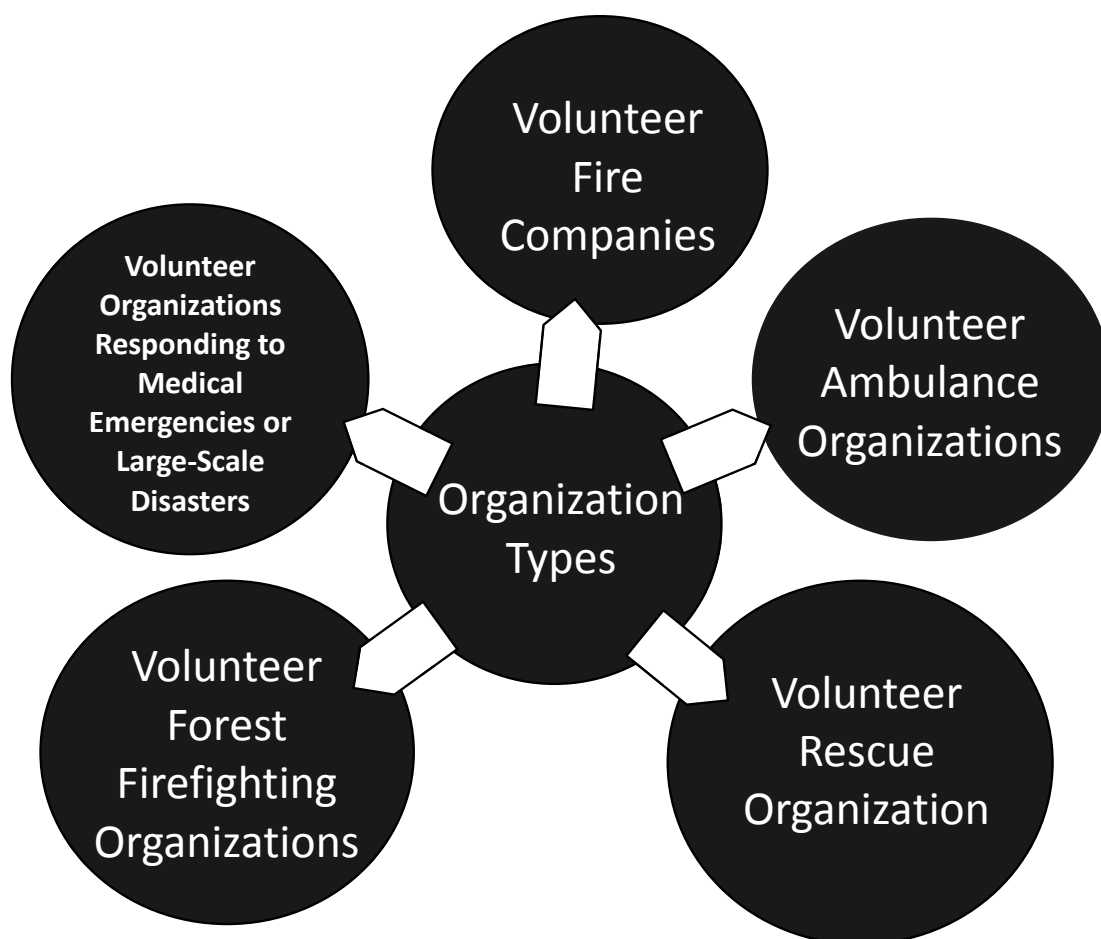 Volunteer
Fire
Companies
Volunteer
Organizations
Responding to
Medical
Emergencies or
Large-Scale
Disasters
Volunteer
Ambulance
Organizations
Organization
Types
Volunteer
Forest
Firefighting
Organizations
Volunteer
Rescue
Organization